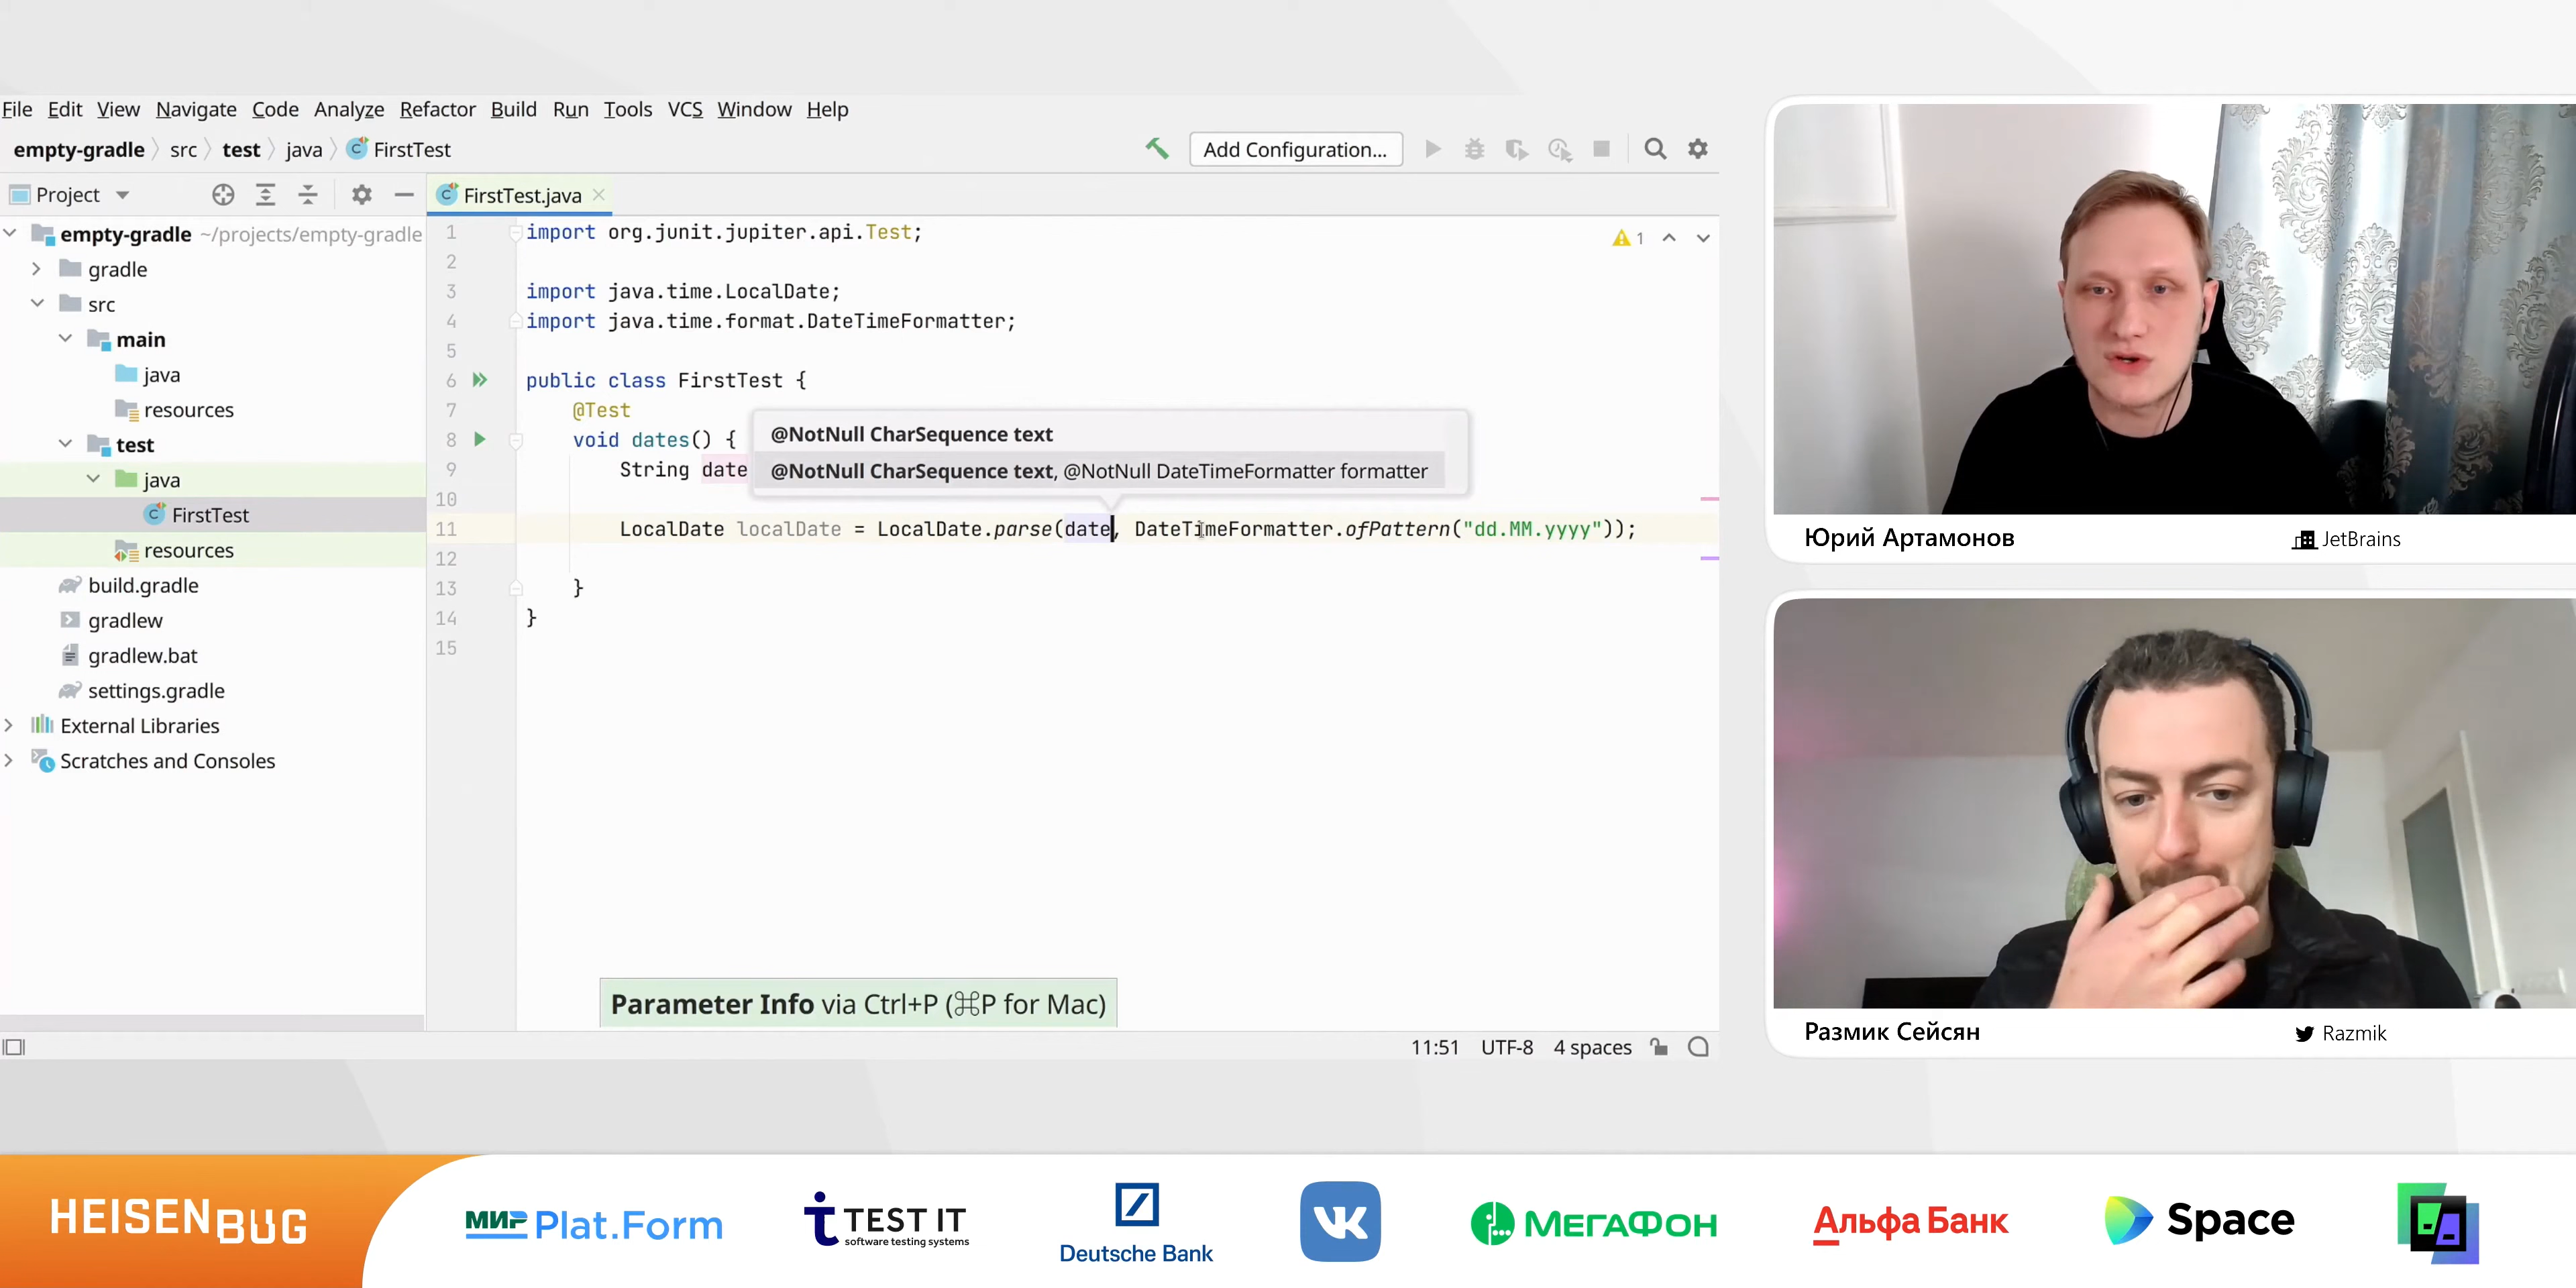 File Edit View Navigate Code Analyze Refactor Build Run Tools VCS Window Help
empty-gradle src test java FirstTest
Add Configuration...
Project
FirstTest.java
empty-gradle ~/projects/empty-gradle
gradle
src
main
java
resources
test
java
FirstTest
resources
build.gradle
gradlew
gradlew.bat
settings.gradle
External Libraries
Scratches and Consoles
1
1 import org.junit.jupiter.api.Test;
2
3 import java.time.LocalDate;
4 import java.time.format.DateTimeFormatter;
5
6 public class FirstTest {
7 @Test
8 void dates() {
9 String date
10
11 LocalDate localDate = LocalDate.parse(date, DateTimeFormatter.ofPattern("dd.MM.yyyy"));
12
13 }
14 }
15
@NotNull CharSequence text
@NotNull CharSequence text, @NotNull DateTimeFormatter formatter
Parameter Info via Ctrl+P (⌘P for Mac)
11:51 UTF-8 4 spaces
Юрий Артамонов JetBrains
Размик Сейсян Razmik
HEISENBUG
МИР Plat.Form
TEST IT
software testing systems
Deutsche Bank
VK
МЕГАФОН
Альфа Банк
Space